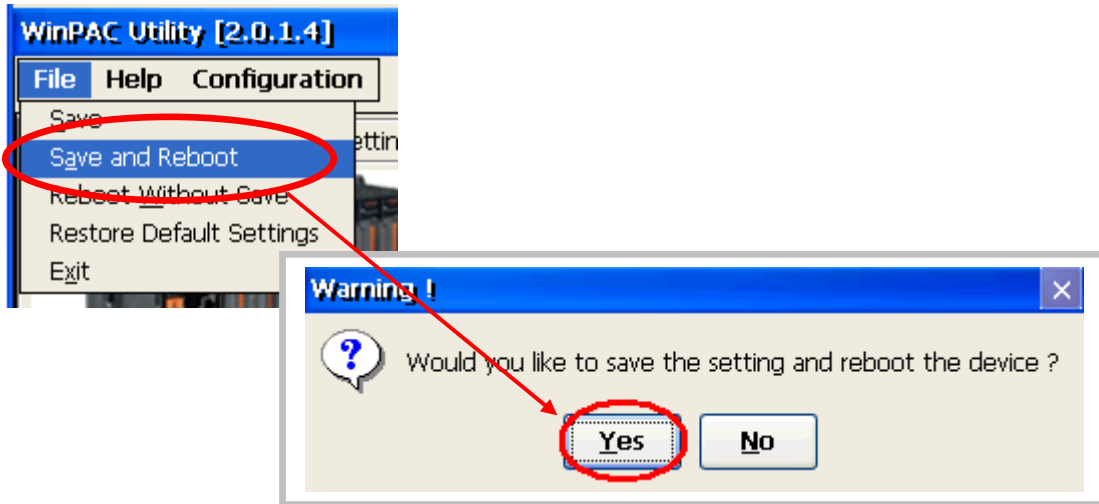 WinPAC Utility [2.0.1.4]
File Help Configuration
Save
Save and Reboot
Reboot Without Save
Restore Default Settings
Exit
Warning !
Would you like to save the setting and reboot the device ?
Yes No